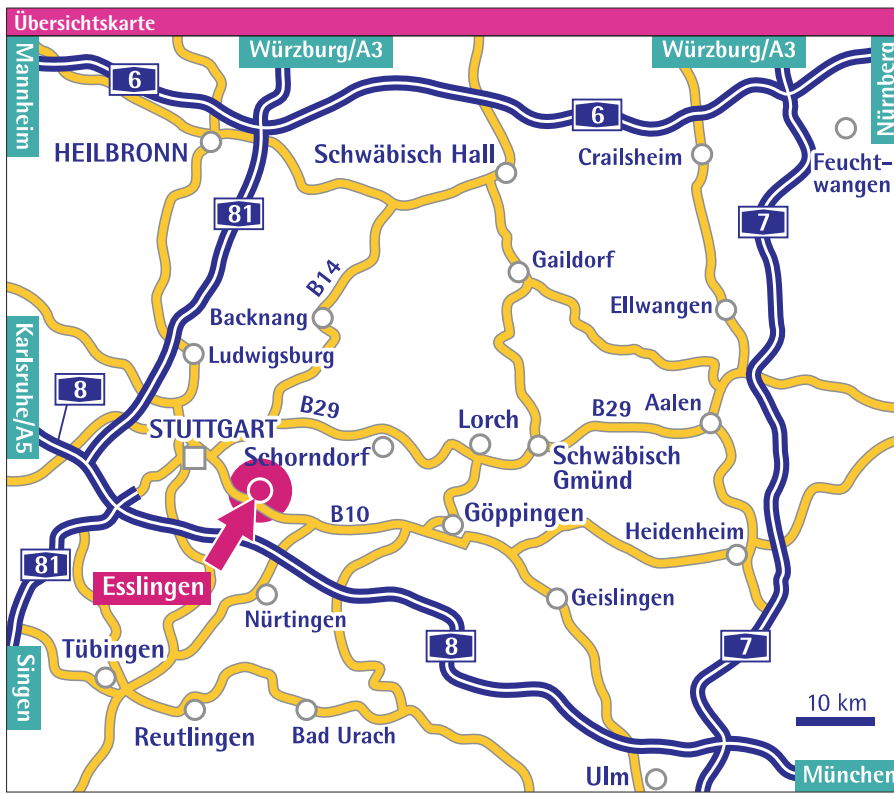 Übersichtskarte
Mannheim
Würzburg/A3
Würzburg/A3
Nürnberg
6
6
HEILBRONN
Schwäbisch Hall
Crailsheim
Feucht-
wangen
81
7
B14
Gaildorf
Backnang
Ellwangen
Karlsruhe/A5
Ludwigsburg
8
B29
Lorch
B29
Aalen
STUTTGART
Schorndorf
Schwäbisch
Gmünd
B10
Göppingen
Heidenheim
81
Esslingen
Nürtingen
Geislingen
Tübingen
8
7
Singen
10 km
Reutlingen
Bad Urach
Ulm
München